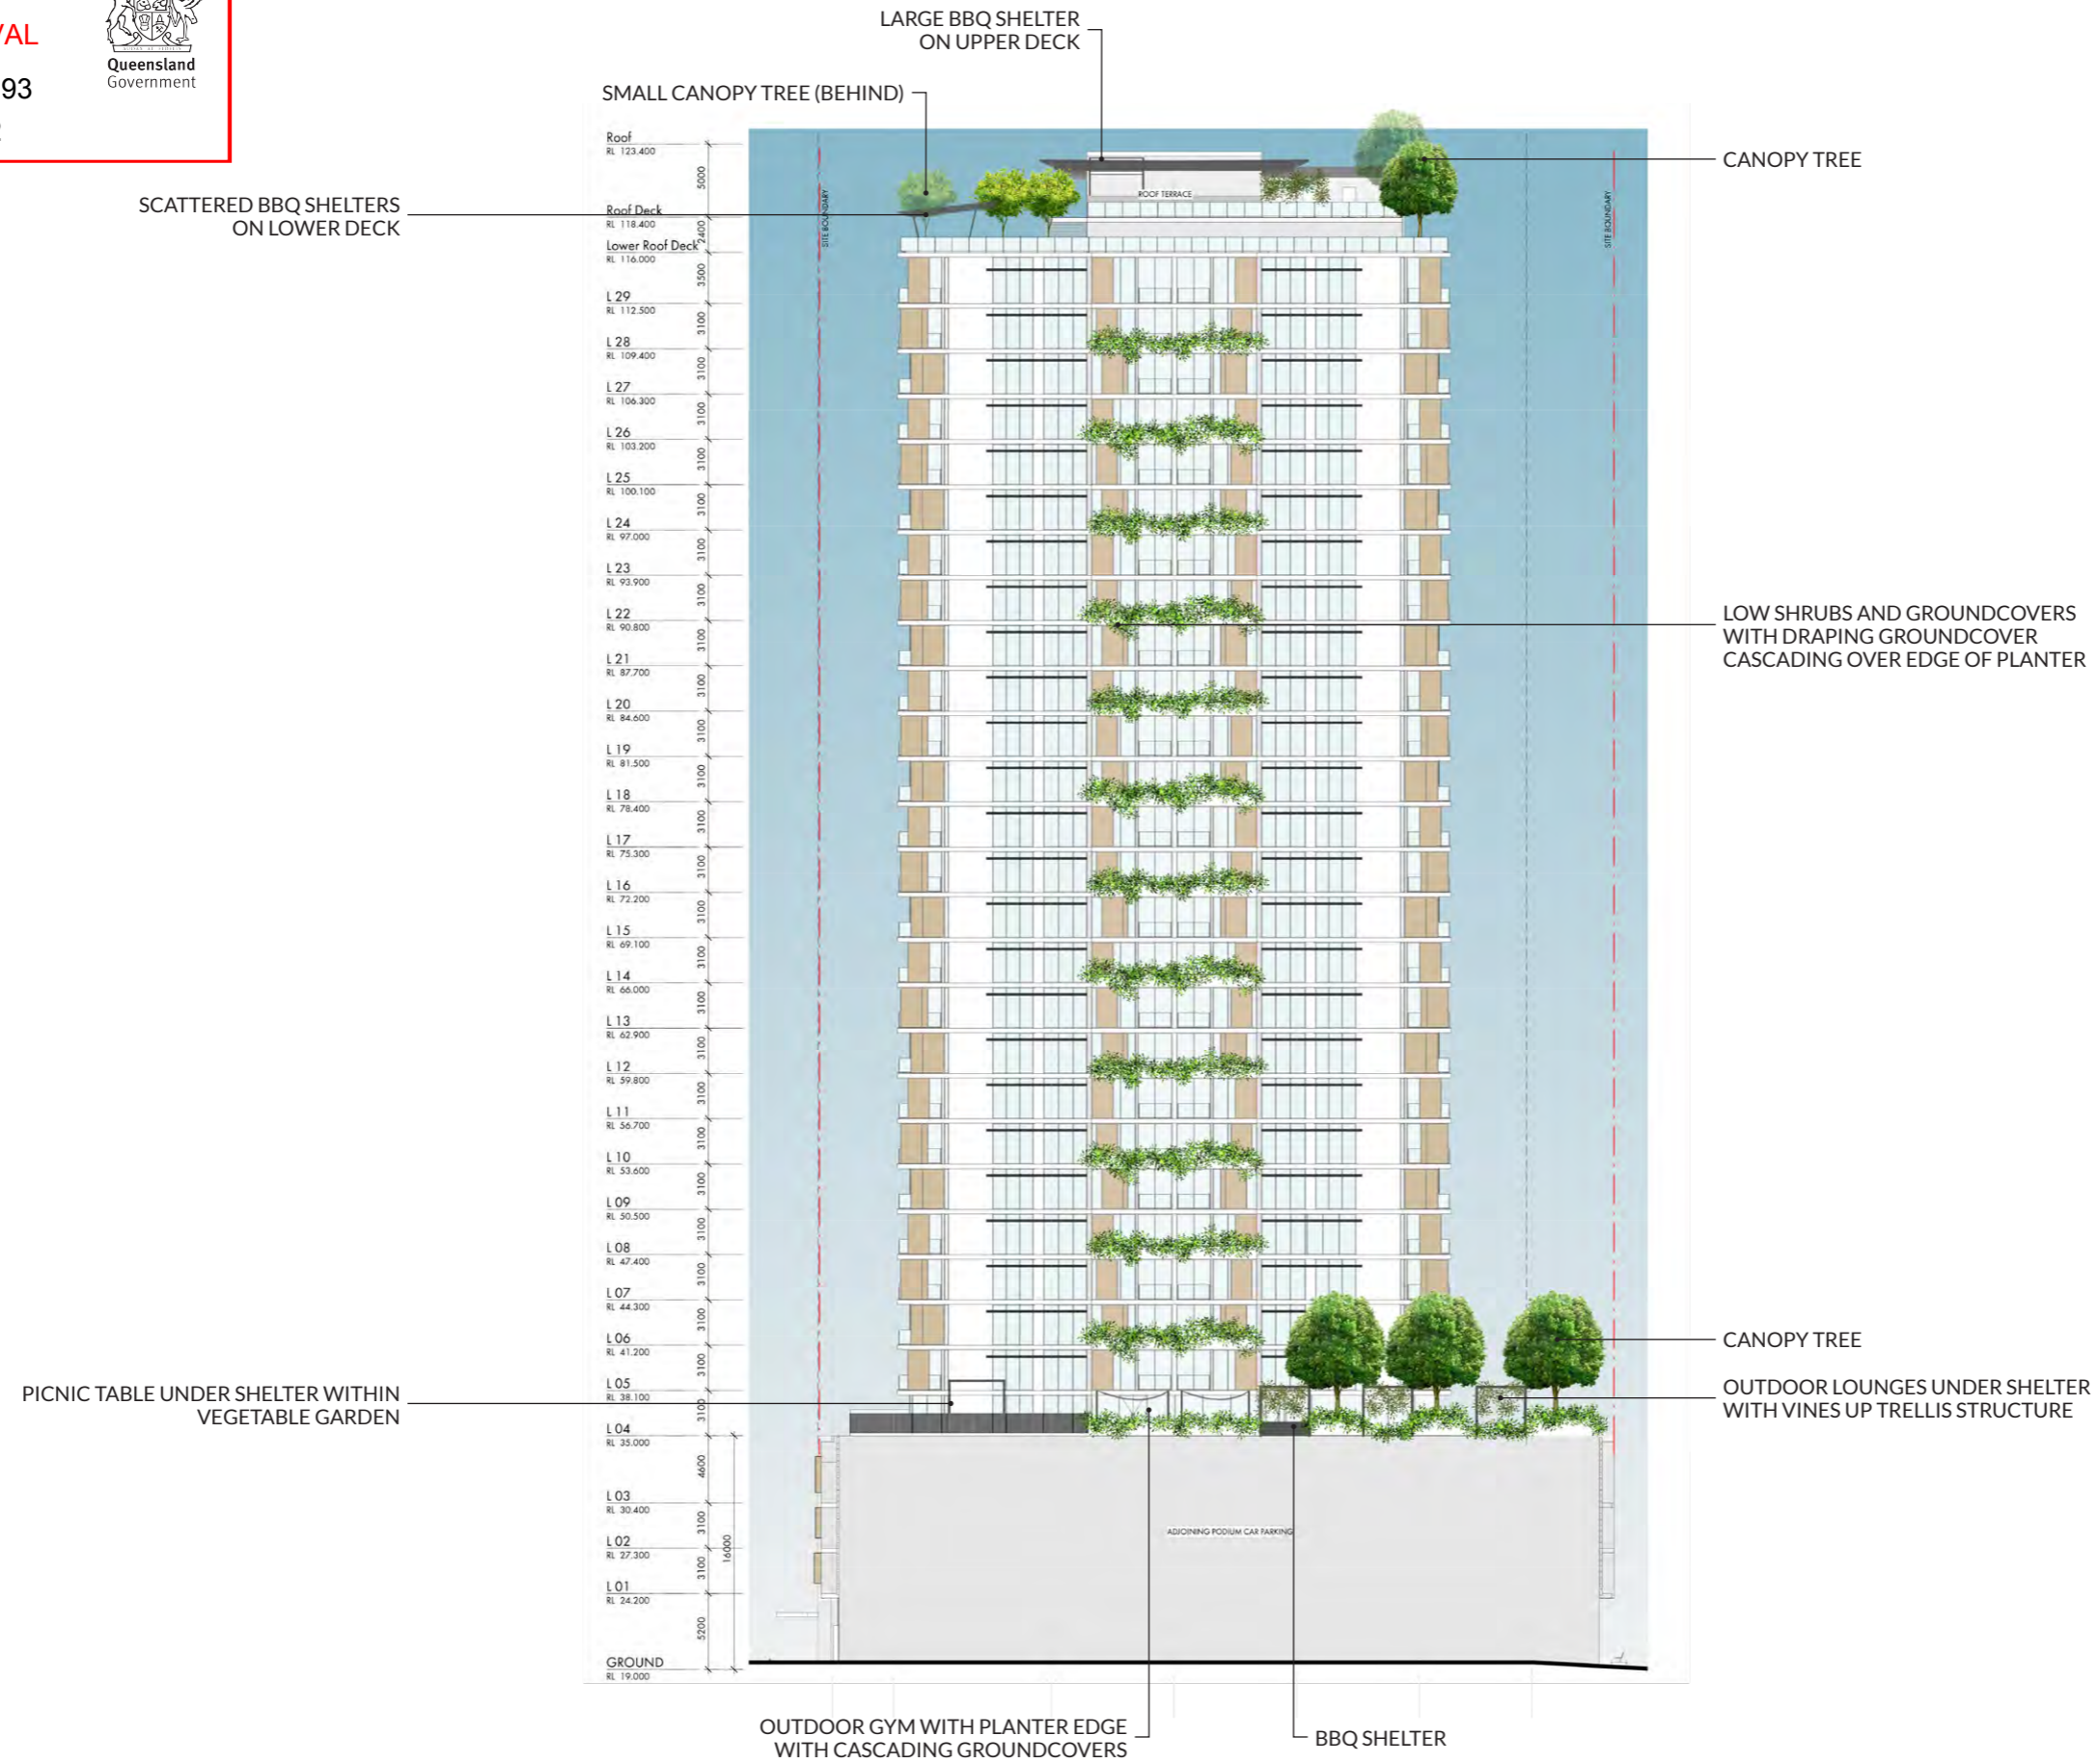 VAL
93
Queensland
Government
LARGE BBQ SHELTER
ON UPPER DECK
SMALL CANOPY TREE (BEHIND)
CANOPY TREE
SCATTERED BBQ SHELTERS
ON LOWER DECK
Roof
RL 123.400
5000
ROOF TERRACE
SITE BOUNDARY
SITE BOUNDARY
Roof Deck
RL 118.400
2400
Lower Roof Deck
RL 116.000
3500
L 29
RL 112.500
3100
L 28
RL 109.400
3100
L 27
RL 106.300
3100
L 26
RL 103.200
3100
L 25
RL 100.100
3100
L 24
RL 97.000
3100
L 23
RL 93.900
3100
L 22
RL 90.800
3100
LOW SHRUBS AND GROUNDCOVERS
WITH DRAPING GROUNDCOVER
CASCADING OVER EDGE OF PLANTER
L 21
RL 87.700
3100
L 20
RL 84.600
3100
L 19
RL 81.500
3100
L 18
RL 78.400
3100
L 17
RL 75.300
3100
L 16
RL 72.200
3100
L 15
RL 69.100
3100
L 14
RL 66.000
3100
L 13
RL 62.900
3100
L 12
RL 59.800
3100
L 11
RL 56.700
3100
L 10
RL 53.600
3100
L 09
RL 50.500
3100
L 08
RL 47.400
3100
L 07
RL 44.300
3100
L 06
RL 41.200
3100
CANOPY TREE
L 05
RL 38.100
3100
OUTDOOR LOUNGES UNDER SHELTER
WITH VINES UP TRELLIS STRUCTURE
PICNIC TABLE UNDER SHELTER WITHIN
VEGETABLE GARDEN
L 04
RL 35.000
4600
L 03
RL 30.400
3100
ADJOINING PODIUM CAR PARKING
L 02
RL 27.300
3100
16000
L 01
RL 24.200
5200
GROUND
RL 19.000
OUTDOOR GYM WITH PLANTER EDGE
WITH CASCADING GROUNDCOVERS
BBQ SHELTER